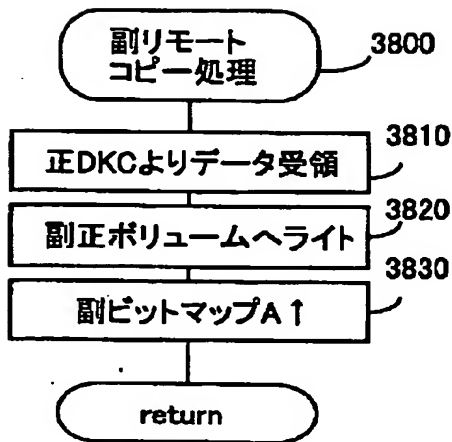 副リモート
コピー処理
3800
正DKCよりデータ受領
3810
副正ボリュームへライト
3820
副ビットマップA↑
3830
return